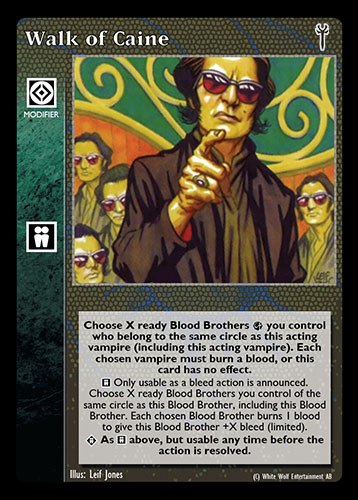 Walk of Caine
MODIFIER
Choose X ready Blood Brothers you control
who belong to the same circle as this acting
vampire (including this acting vampire). Each
chosen vampire must burn a blood, or this
card has no effect.
Only usable as a bleed action is announced.
Choose X ready Blood Brothers you control of the
same circle as this Blood Brother, including this Blood
Brother. Each chosen Blood Brother burns 1 blood
to give this Blood Brother +X bleed (limited).
As above, but usable any time before the
action is resolved.
Illus: Leif Jones
(C) White Wolf Entertainment AB